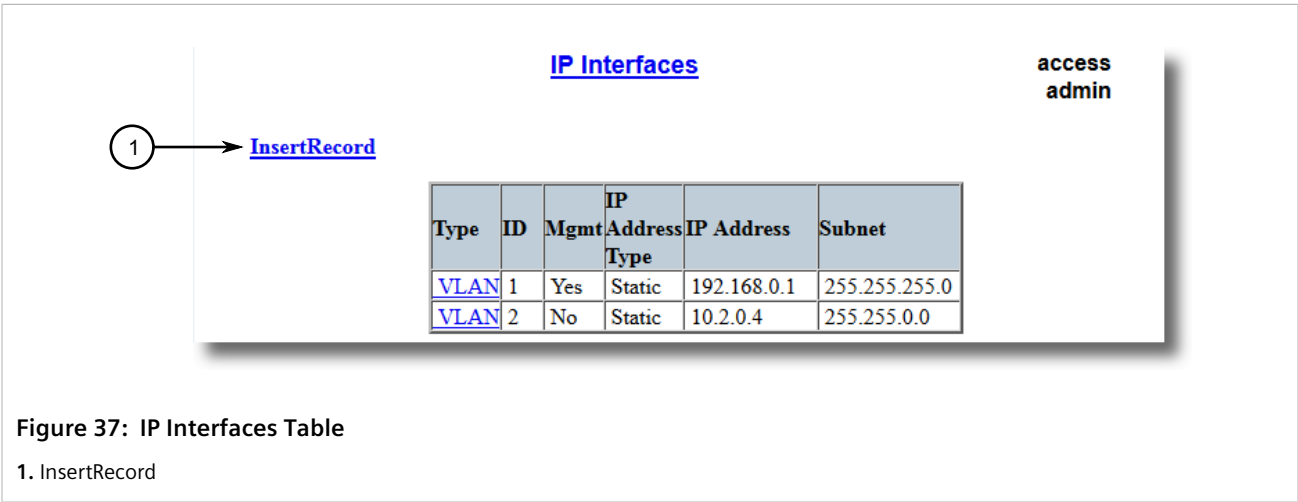 IP Interfaces
access
admin
1
InsertRecord
Type ID Mgmt IP Address Type IP Address Subnet
VLAN 1 Yes Static 192.168.0.1 255.255.255.0
VLAN 2 No Static 10.2.0.4 255.255.0.0
Figure 37: IP Interfaces Table
1. InsertRecord